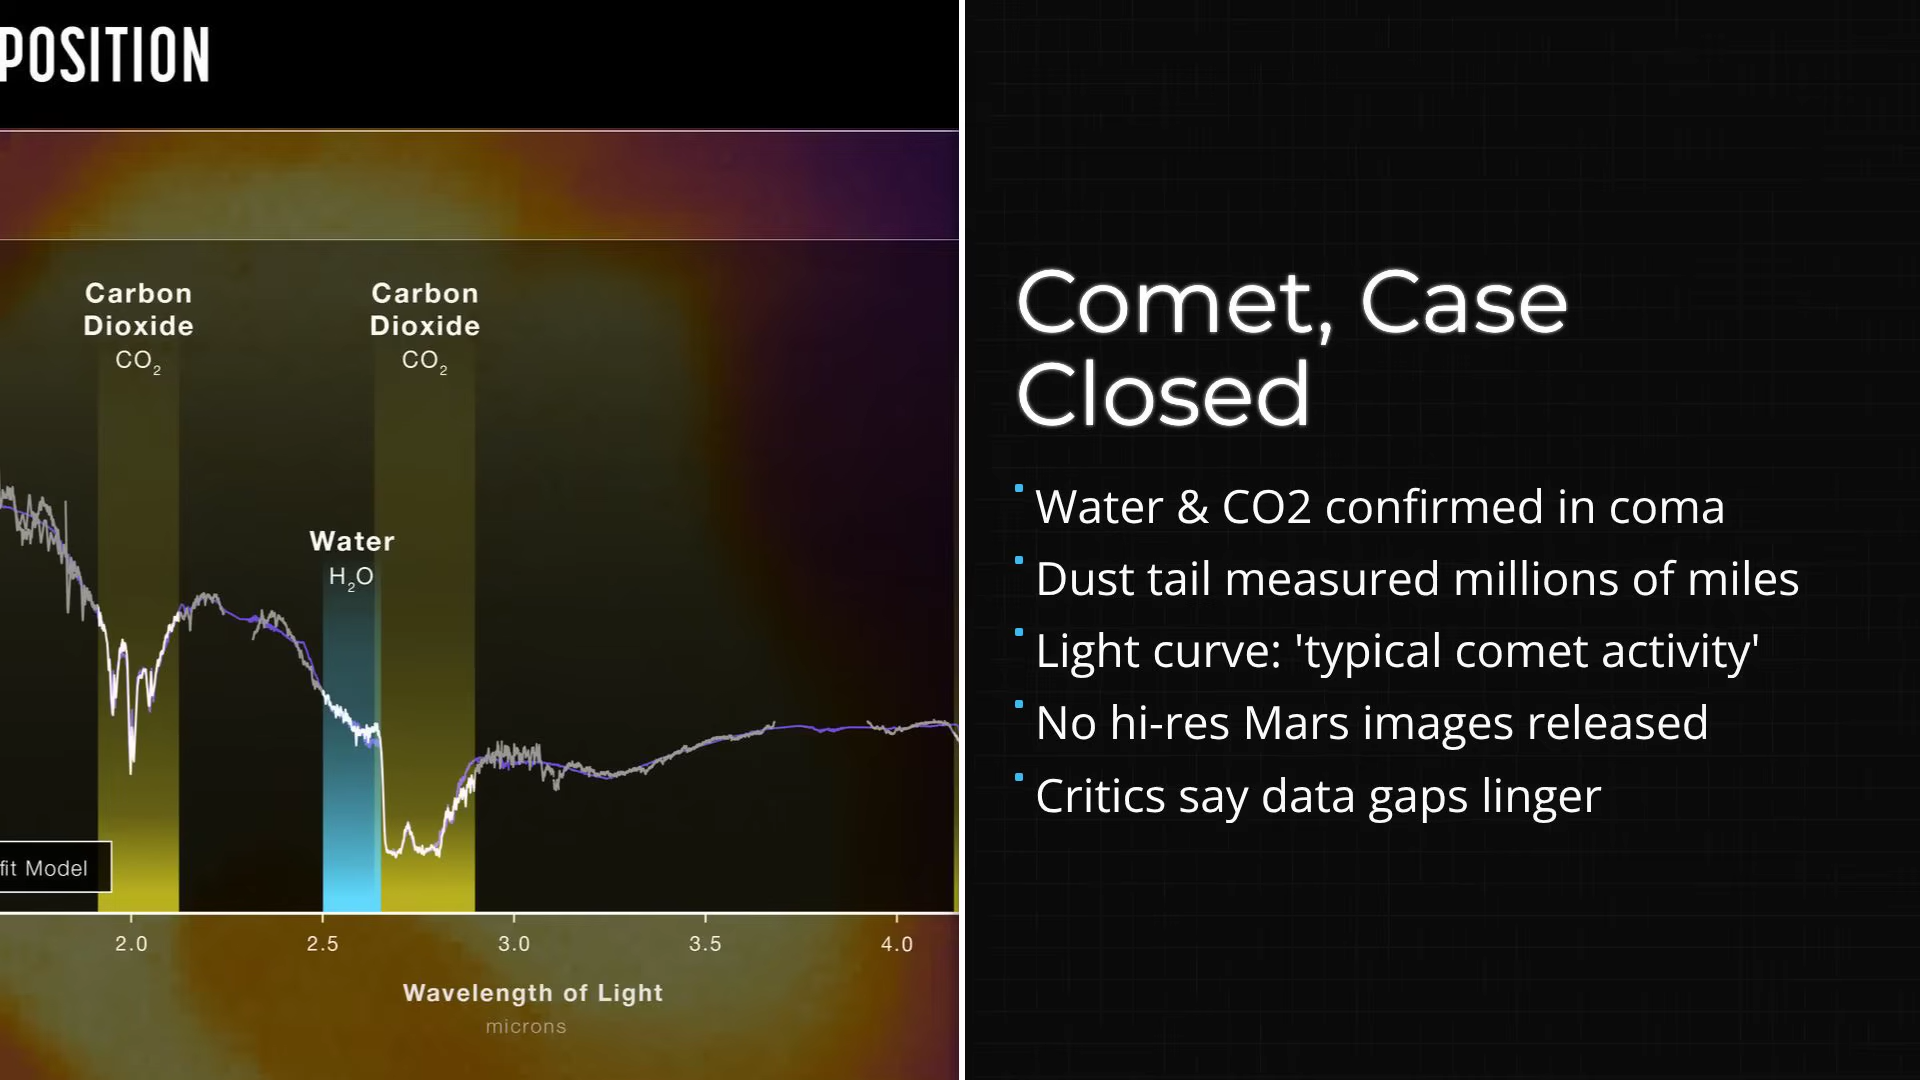 POSITION
Carbon
Dioxide
CO2
Carbon
Dioxide
CO2
Water
H2O
fit Model
2.0
2.5
3.0
3.5
4.0
Wavelength of Light
microns
Comet, Case
Closed
Water & CO2 confirmed in coma
Dust tail measured millions of miles
Light curve: 'typical comet activity'
No hi-res Mars images released
Critics say data gaps linger